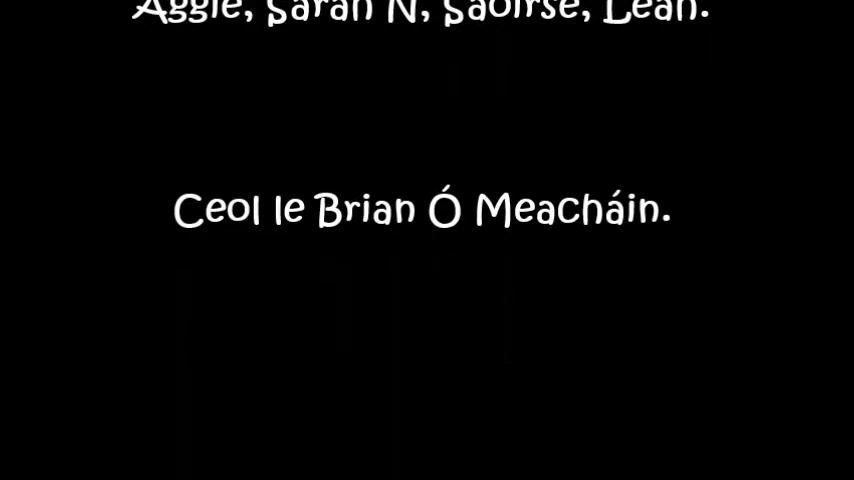 Aggie, Sarah N, Saoirse, Leah.
Ceol le Brian Ó Meacháin.